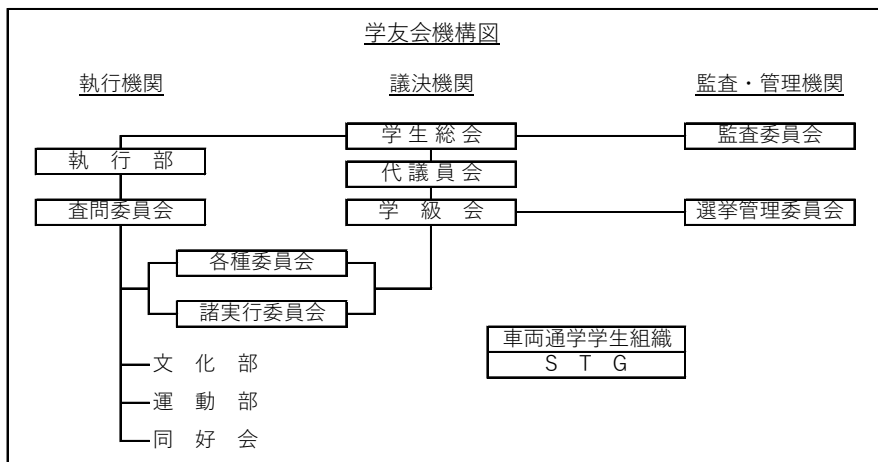 学友会機構図
執行機関 議決機関 監査・管理機関
学生総会 監査委員会
執行部
代議員会
査問委員会 学級会 選挙管理委員会
各種委員会
諸実行委員会
車両通学学生組織
文化部 STG
運動部
同好会